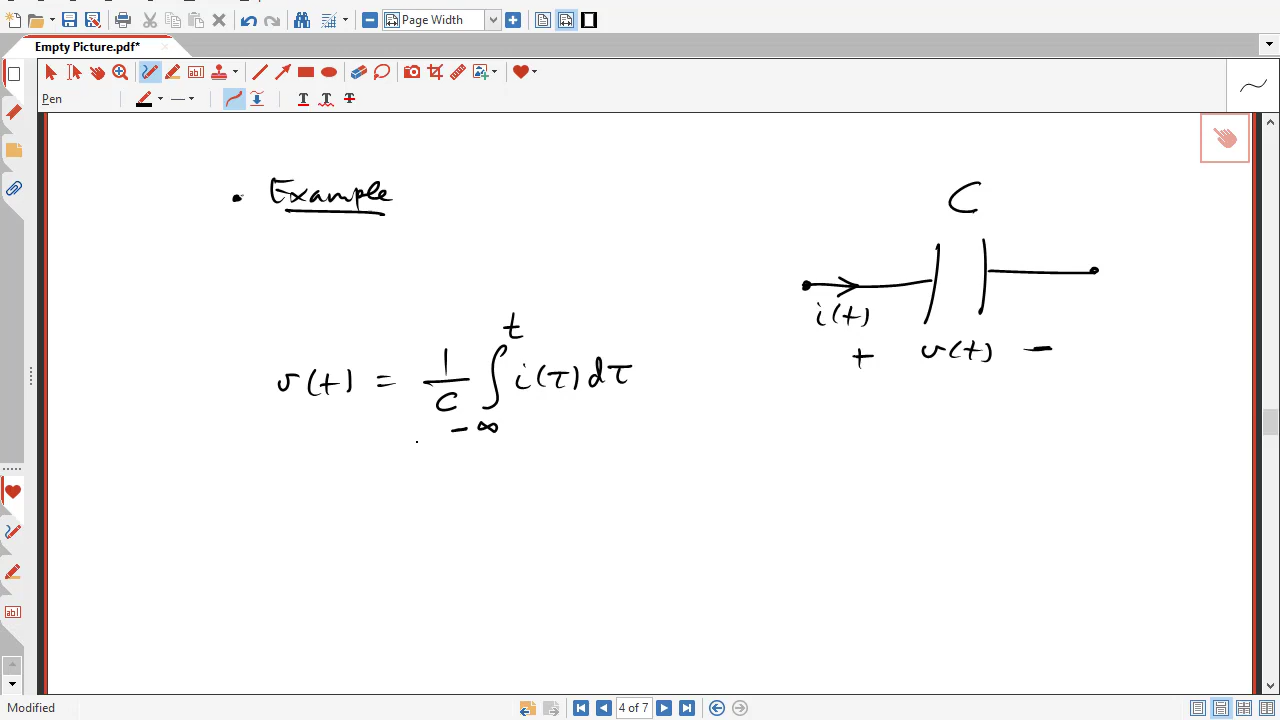 Page Width
Empty Picture.pdf*
Pen
• Example
C
i(t)
+ v(t) −
v(t) = 1/C ∫_{-∞}^{t} i(τ) dτ
Modified
4 of 7